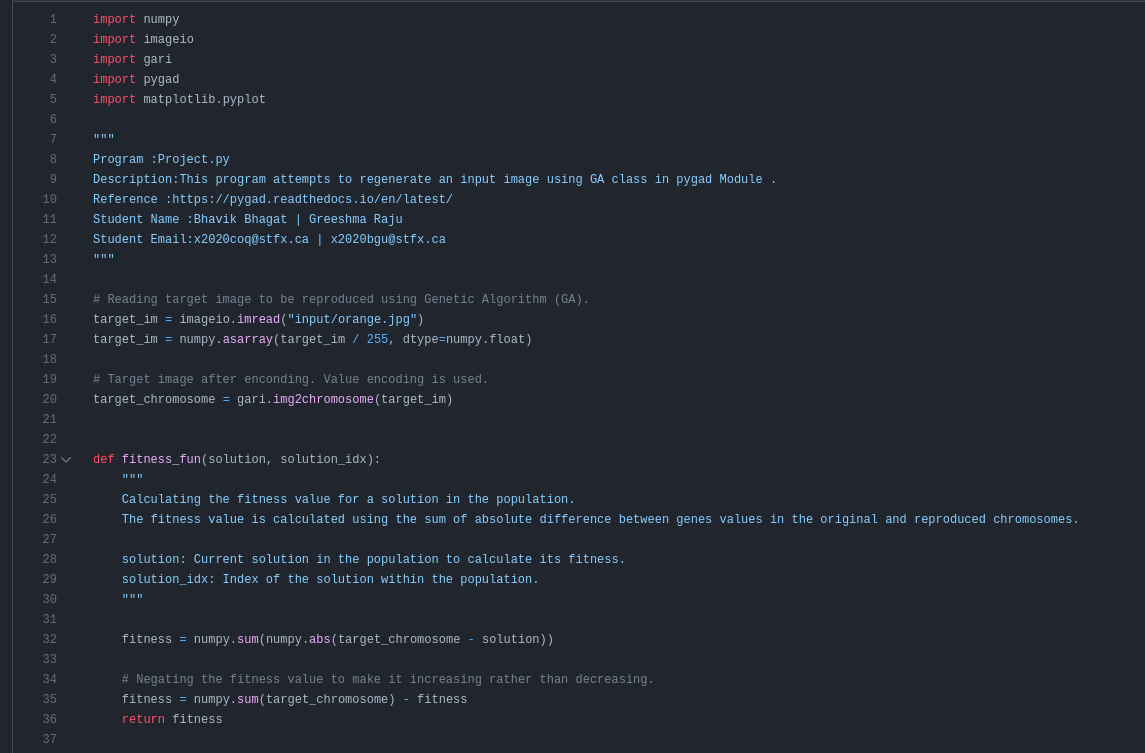 1 import numpy
2 import imageio
3 import gari
4 import pygad
5 import matplotlib.pyplot
6
7 """
8 Program :Project.py
9 Description:This program attempts to regenerate an input image using GA class in pygad Module .
10 Reference :https://pygad.readthedocs.io/en/latest/
11 Student Name :Bhavik Bhagat | Greeshma Raju
12 Student Email:x2020coq@stfx.ca | x2020bgu@stfx.ca
13 """
14
15 # Reading target image to be reproduced using Genetic Algorithm (GA).
16 target_im = imageio.imread("input/orange.jpg")
17 target_im = numpy.asarray(target_im / 255, dtype=numpy.float)
18
19 # Target image after enconding. Value encoding is used.
20 target_chromosome = gari.img2chromosome(target_im)
21
22
23 def fitness_fun(solution, solution_idx):
24     """
25     Calculating the fitness value for a solution in the population.
26     The fitness value is calculated using the sum of absolute difference between genes values in the original and reproduced chromosomes.
27
28     solution: Current solution in the population to calculate its fitness.
29     solution_idx: Index of the solution within the population.
30     """
31
32     fitness = numpy.sum(numpy.abs(target_chromosome - solution))
33
34     # Negating the fitness value to make it increasing rather than decreasing.
35     fitness = numpy.sum(target_chromosome) - fitness
36     return fitness
37